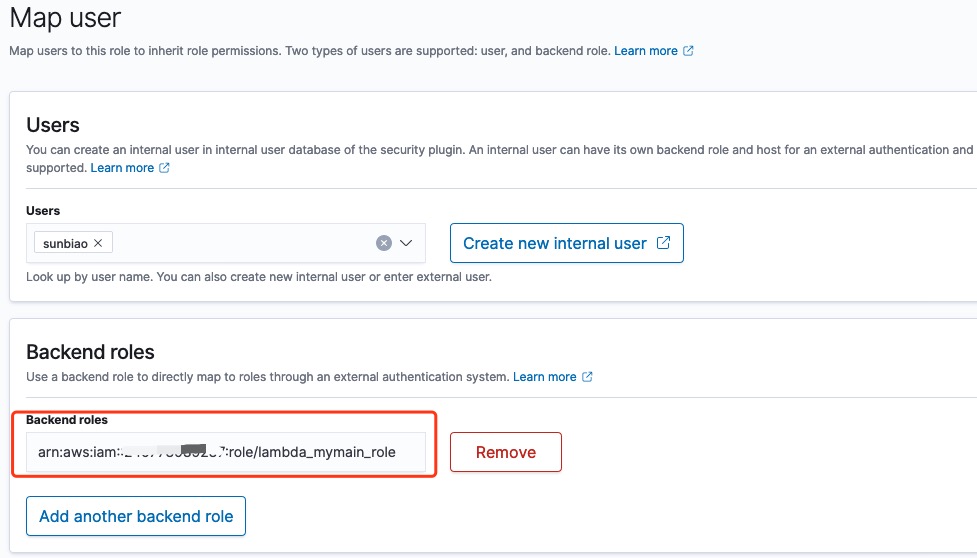 Map user
Map users to this role to inherit role permissions. Two types of users are supported: user, and backend role. Learn more
Users
You can create an internal user in internal user database of the security plugin. An internal user can have its own backend role and host for an external authentication and
supported. Learn more
Users
sunbiao
Create new internal user
Look up by user name. You can also create new internal user or enter external user.
Backend roles
Use a backend role to directly map to roles through an external authentication system. Learn more
Backend roles
arn:aws:iam:: :role/lambda_mymain_role
Remove
Add another backend role